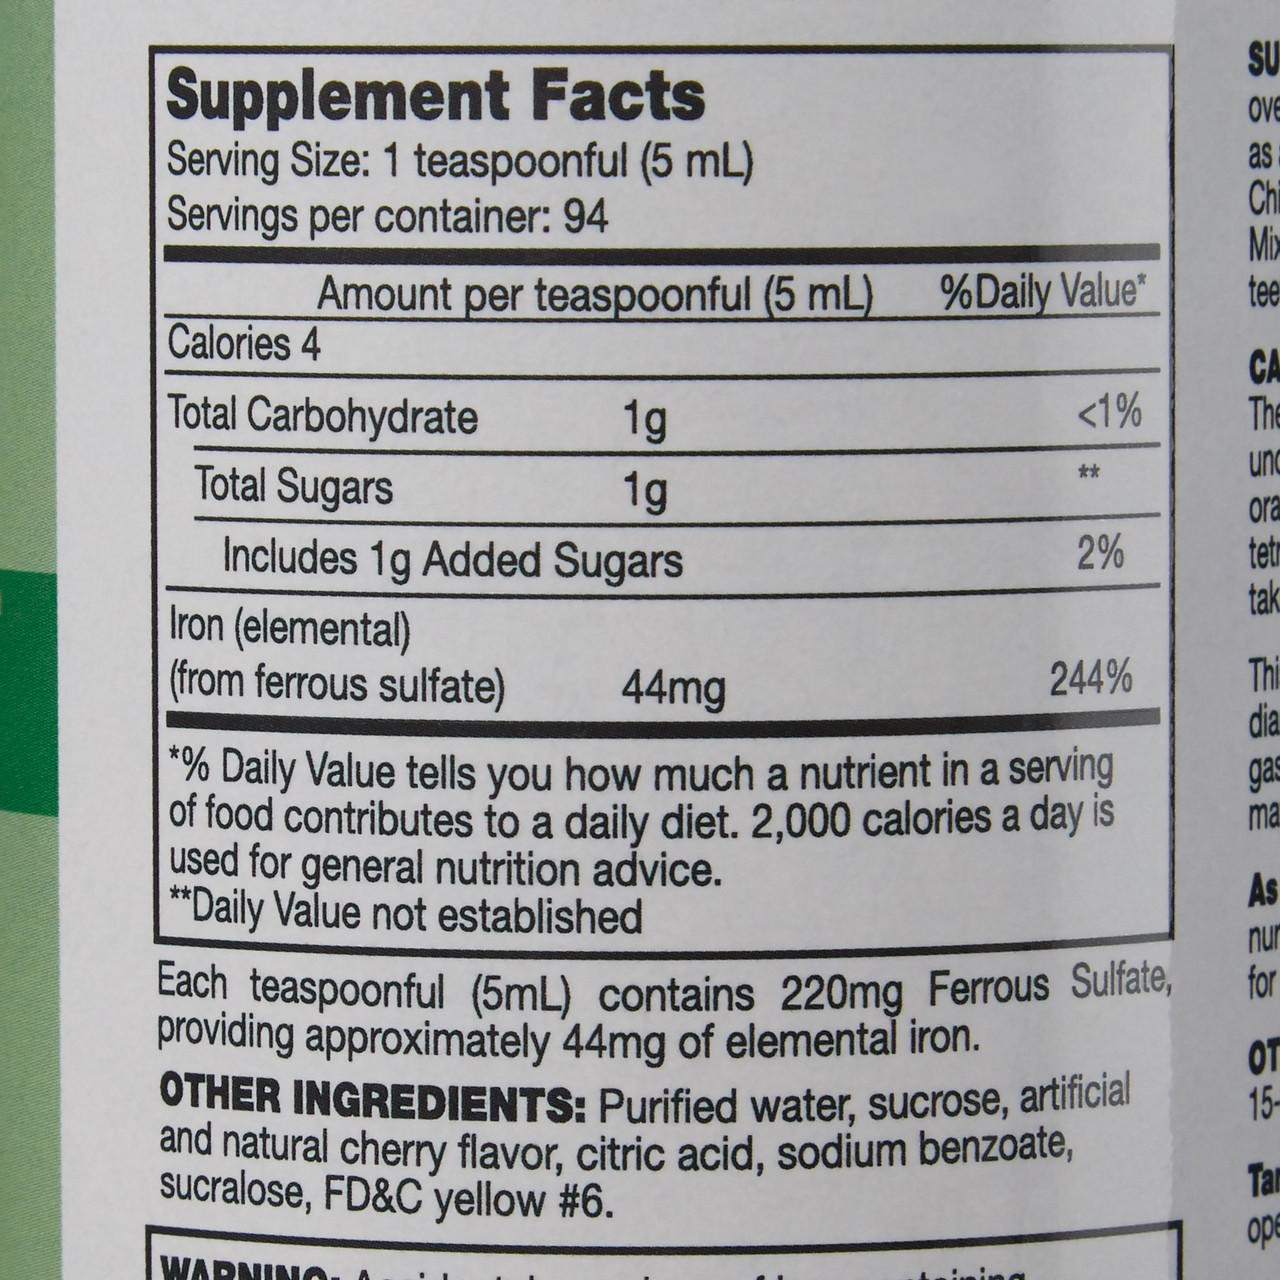 Supplement Facts
Serving Size: 1 teaspoonful (5 mL)
Servings per container: 94
Amount per teaspoonful (5 mL) %Daily Value*
Calories 4
Total Carbohydrate 1g <1%
Total Sugars 1g **
Includes 1g Added Sugars 2%
Iron (elemental)
(from ferrous sulfate) 44mg 244%
*% Daily Value tells you how much a nutrient in a serving
of food contributes to a daily diet. 2,000 calories a day is
used for general nutrition advice.
**Daily Value not established
Each teaspoonful (5mL) contains 220mg Ferrous Sulfate,
providing approximately 44mg of elemental iron.
OTHER INGREDIENTS: Purified water, sucrose, artificial
and natural cherry flavor, citric acid, sodium benzoate,
sucralose, FD&C yellow #6.
WARNING:
as
As
for
15-